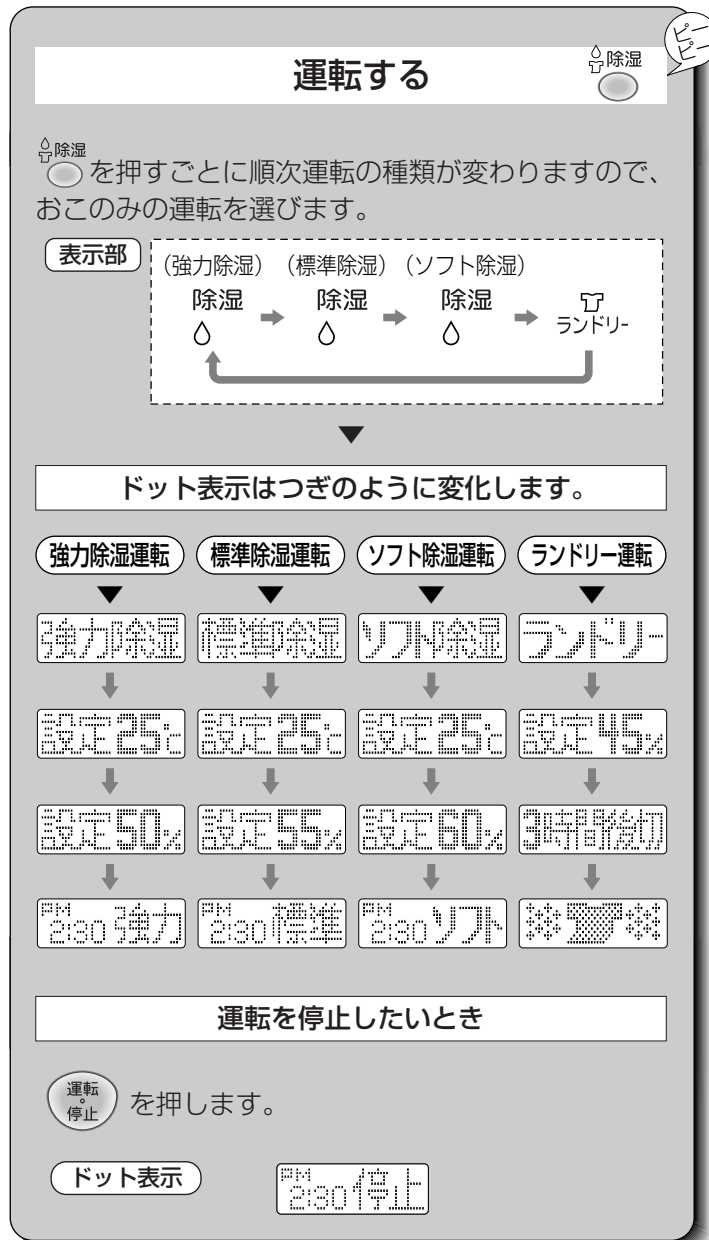 ピー
ピー
運転する
除湿
除湿
を押すごとに順次運転の種類が変わりますので、
おこのみの運転を選びます。
表示部
(強力除湿) (標準除湿) (ソフト除湿)
除湿 除湿 除湿
ランドリー
ドット表示はつぎのように変化します。
強力除湿運転 標準除湿運転 ソフト除湿運転 ランドリー運転
強力除湿 標準除湿 ソフト除湿 ランドリー
設定25℃ 設定25℃ 設定25℃ 設定45%
設定50% 設定55% 設定60% 3時間後切
PM 2:30 強力 PM 2:30 標準 PM 2:30 ソフト
運転を停止したいとき
運転
停止
を押します。
ドット表示
PM 2:30 停止